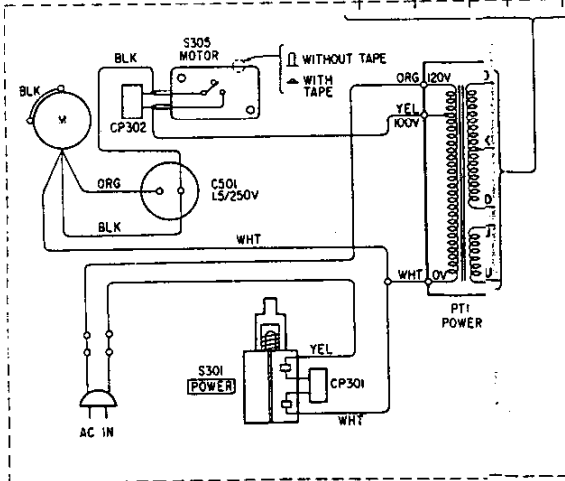 S305
MOTOR
BLK
WITHOUT TAPE
WITH
TAPE
ORG 120V
BLK
M
CP302
YEL
100V
K
ORG
C501
1.5/250V
D
BLK
WHT
J
WHT 0V
U
PT1
POWER
YEL
S301
POWER
CP301
WHT
AC IN